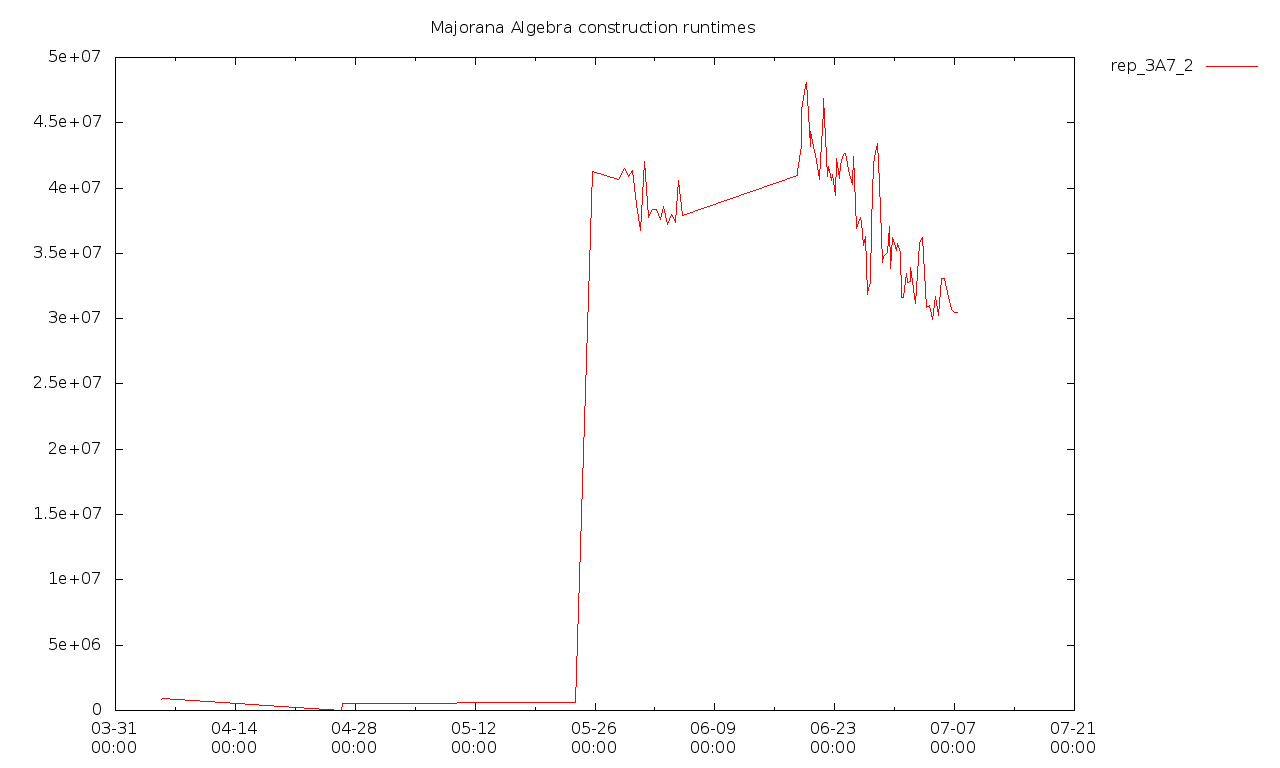 Majorana Algebra construction runtimes
rep_3A7_2
5e+07
4.5e+07
4e+07
3.5e+07
3e+07
2.5e+07
2e+07
1.5e+07
1e+07
5e+06
0
03-31 04-14 04-28 05-12 05-26 06-09 06-23 07-07 07-21
00:00 00:00 00:00 00:00 00:00 00:00 00:00 00:00 00:00